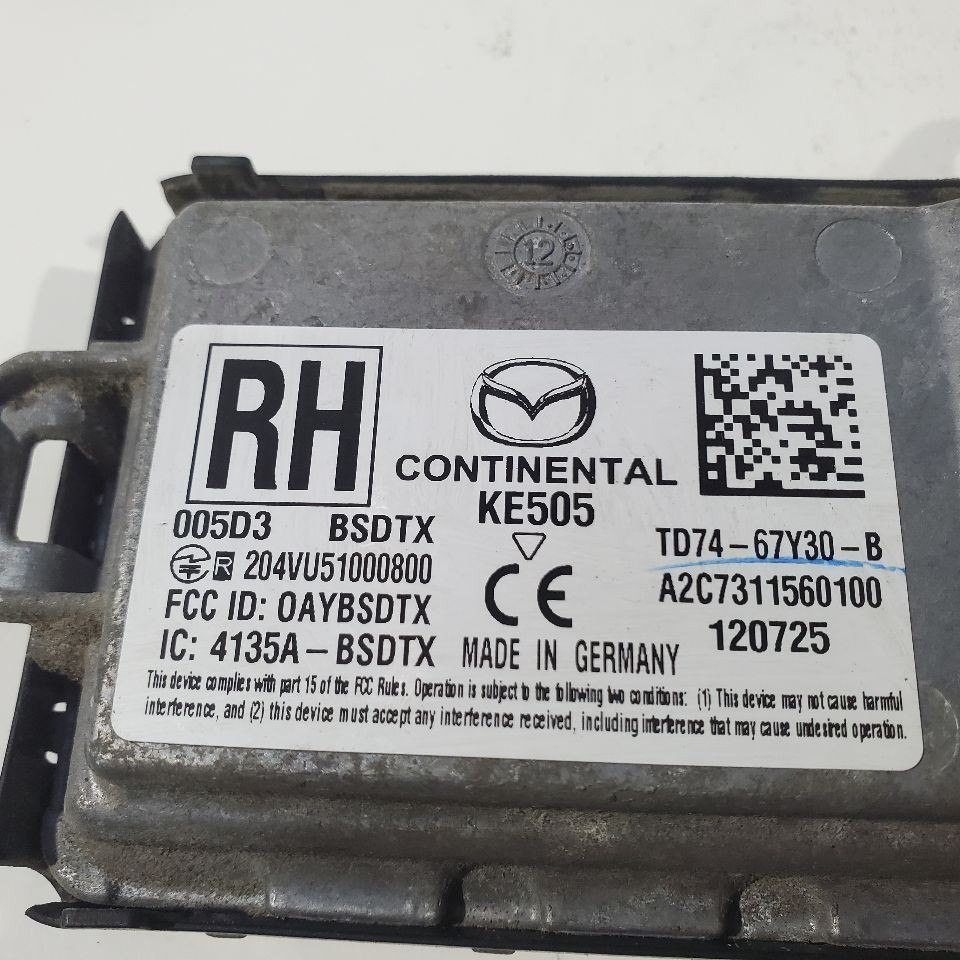 12
RH
CONTINENTAL
KE505
005D3 BSDTX
204VU51000800
R
FCC ID: OAYBSDTX
IC: 4135A-BSDTX
CE
MADE IN GERMANY
TD74-67Y30-B
A2C7311560100
120725
This device complies with part 15 of the FCC Rules. Operation is subject to the following two conditions: (1) This device may not cause harmful
interference, and (2) this device must accept any interference received, including interference that may cause undesired operation.